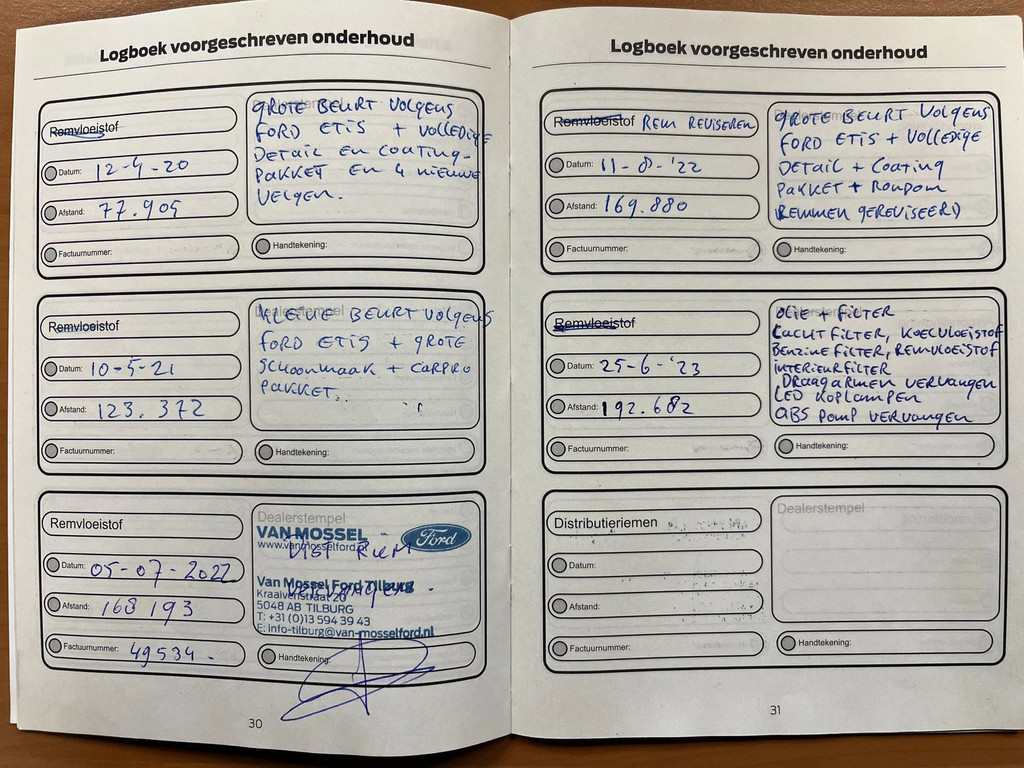 Logboek voorgeschreven onderhoud
Remvloeistof
Datum: 12-4-20
Afstand: 77.905
Factuurnummer:
Dealerstempel
GROTE BEURT VOLGENS
FORD ETIS + VOLLEDIGE
DETAIL EN COATING-
PAKKET EN 4 NIEUWE
VELGEN.
Handtekening:
Remvloeistof
Datum: 10-5-21
Afstand: 123.372
Factuurnummer:
Dealerstempel
KLEINE BEURT VOLGENS
FORD ETIS + GROTE
SCHOONMAAK + CARPRO
PAKKET.
Handtekening:
Remvloeistof
Datum: 05-07-2022
Afstand: 168 193
Factuurnummer: 49534.-
Dealerstempel
VAN MOSSEL Ford
www.vanmosselford.nl
DIST RIEM
Van Mossel Ford Tilburg
vervangen.
Kraaivenstraat 20
5048 AB TILBURG
T: +31 (0)13 594 39 43
E: info-tilburg@van-mosselford.nl
Handtekening:
30
Logboek voorgeschreven onderhoud
Remvloeistof REM REVISEREN
Datum: 11-8-'22
Afstand: 169.880
Factuurnummer:
GROTE BEURT VOLGENS
FORD ETIS + VOLLEDIGE
DETAIL + COATING
PAKKET + RONDOM
REMMEN GEREVISEERD
Handtekening:
Remvloeistof
Datum: 25-6-'23
Afstand: 192.682
Factuurnummer:
OLIE + FILTER
LUCHTFILTER, KOELVLOEISTOF
BENZINE FILTER, REMVLOEISTOF
INTERIEURFILTER
, DRAAGARMEN VERVANGEN
LED KOPLAMPEN
ABS POMP VERVANGEN
Handtekening:
Distributieriemen
Datum:
Afstand:
Factuurnummer:
Dealerstempel
Handtekening:
31